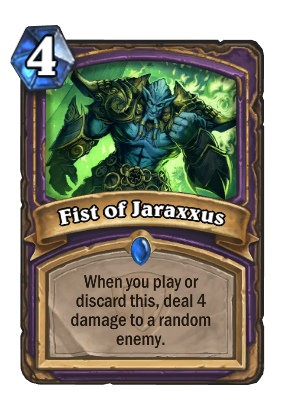 4
Fist of Jaraxxus
When you play or
discard this, deal 4
damage to a random
enemy.